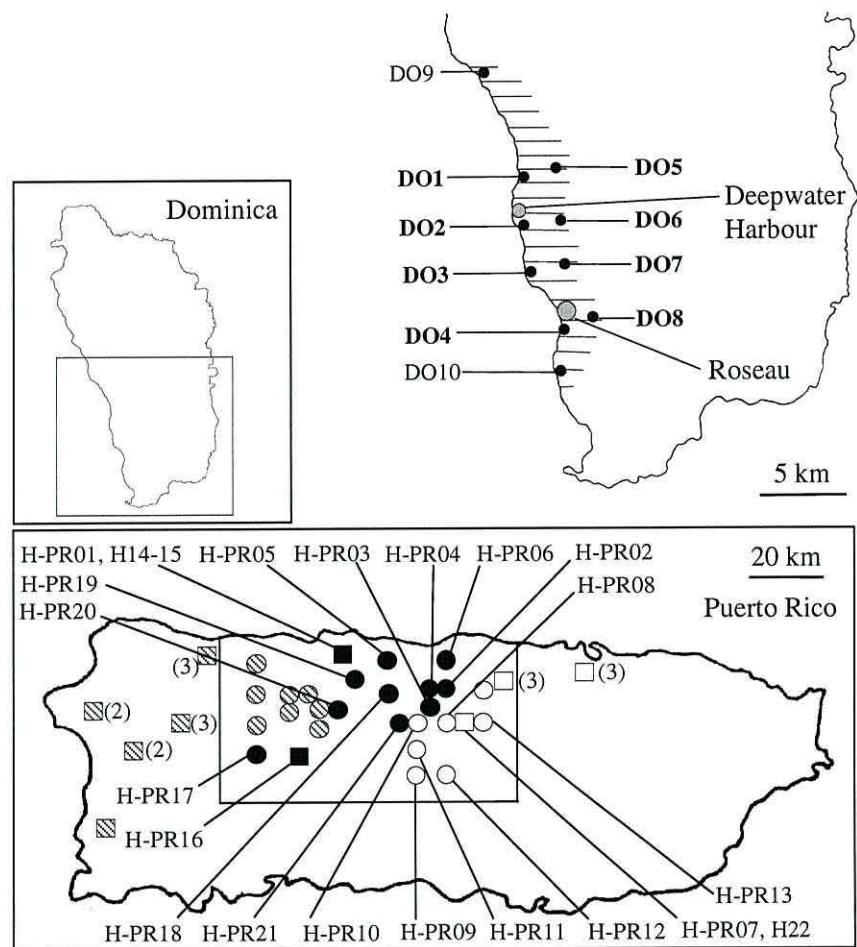 DO9
DO1
DO5
Deepwater
Harbour
DO6
DO2
DO7
DO3
DO8
DO4
DO10
Roseau
5 km
Dominica
H-PR01, H14-15
H-PR05
H-PR03
H-PR04
H-PR06
H-PR02
20 km
H-PR19
H-PR08
H-PR20
Puerto Rico
(3)
(3)
(3)
(2)
(3)
(2)
H-PR17
H-PR16
H-PR13
H-PR18
H-PR21
H-PR10
H-PR09
H-PR11
H-PR12
H-PR07, H22